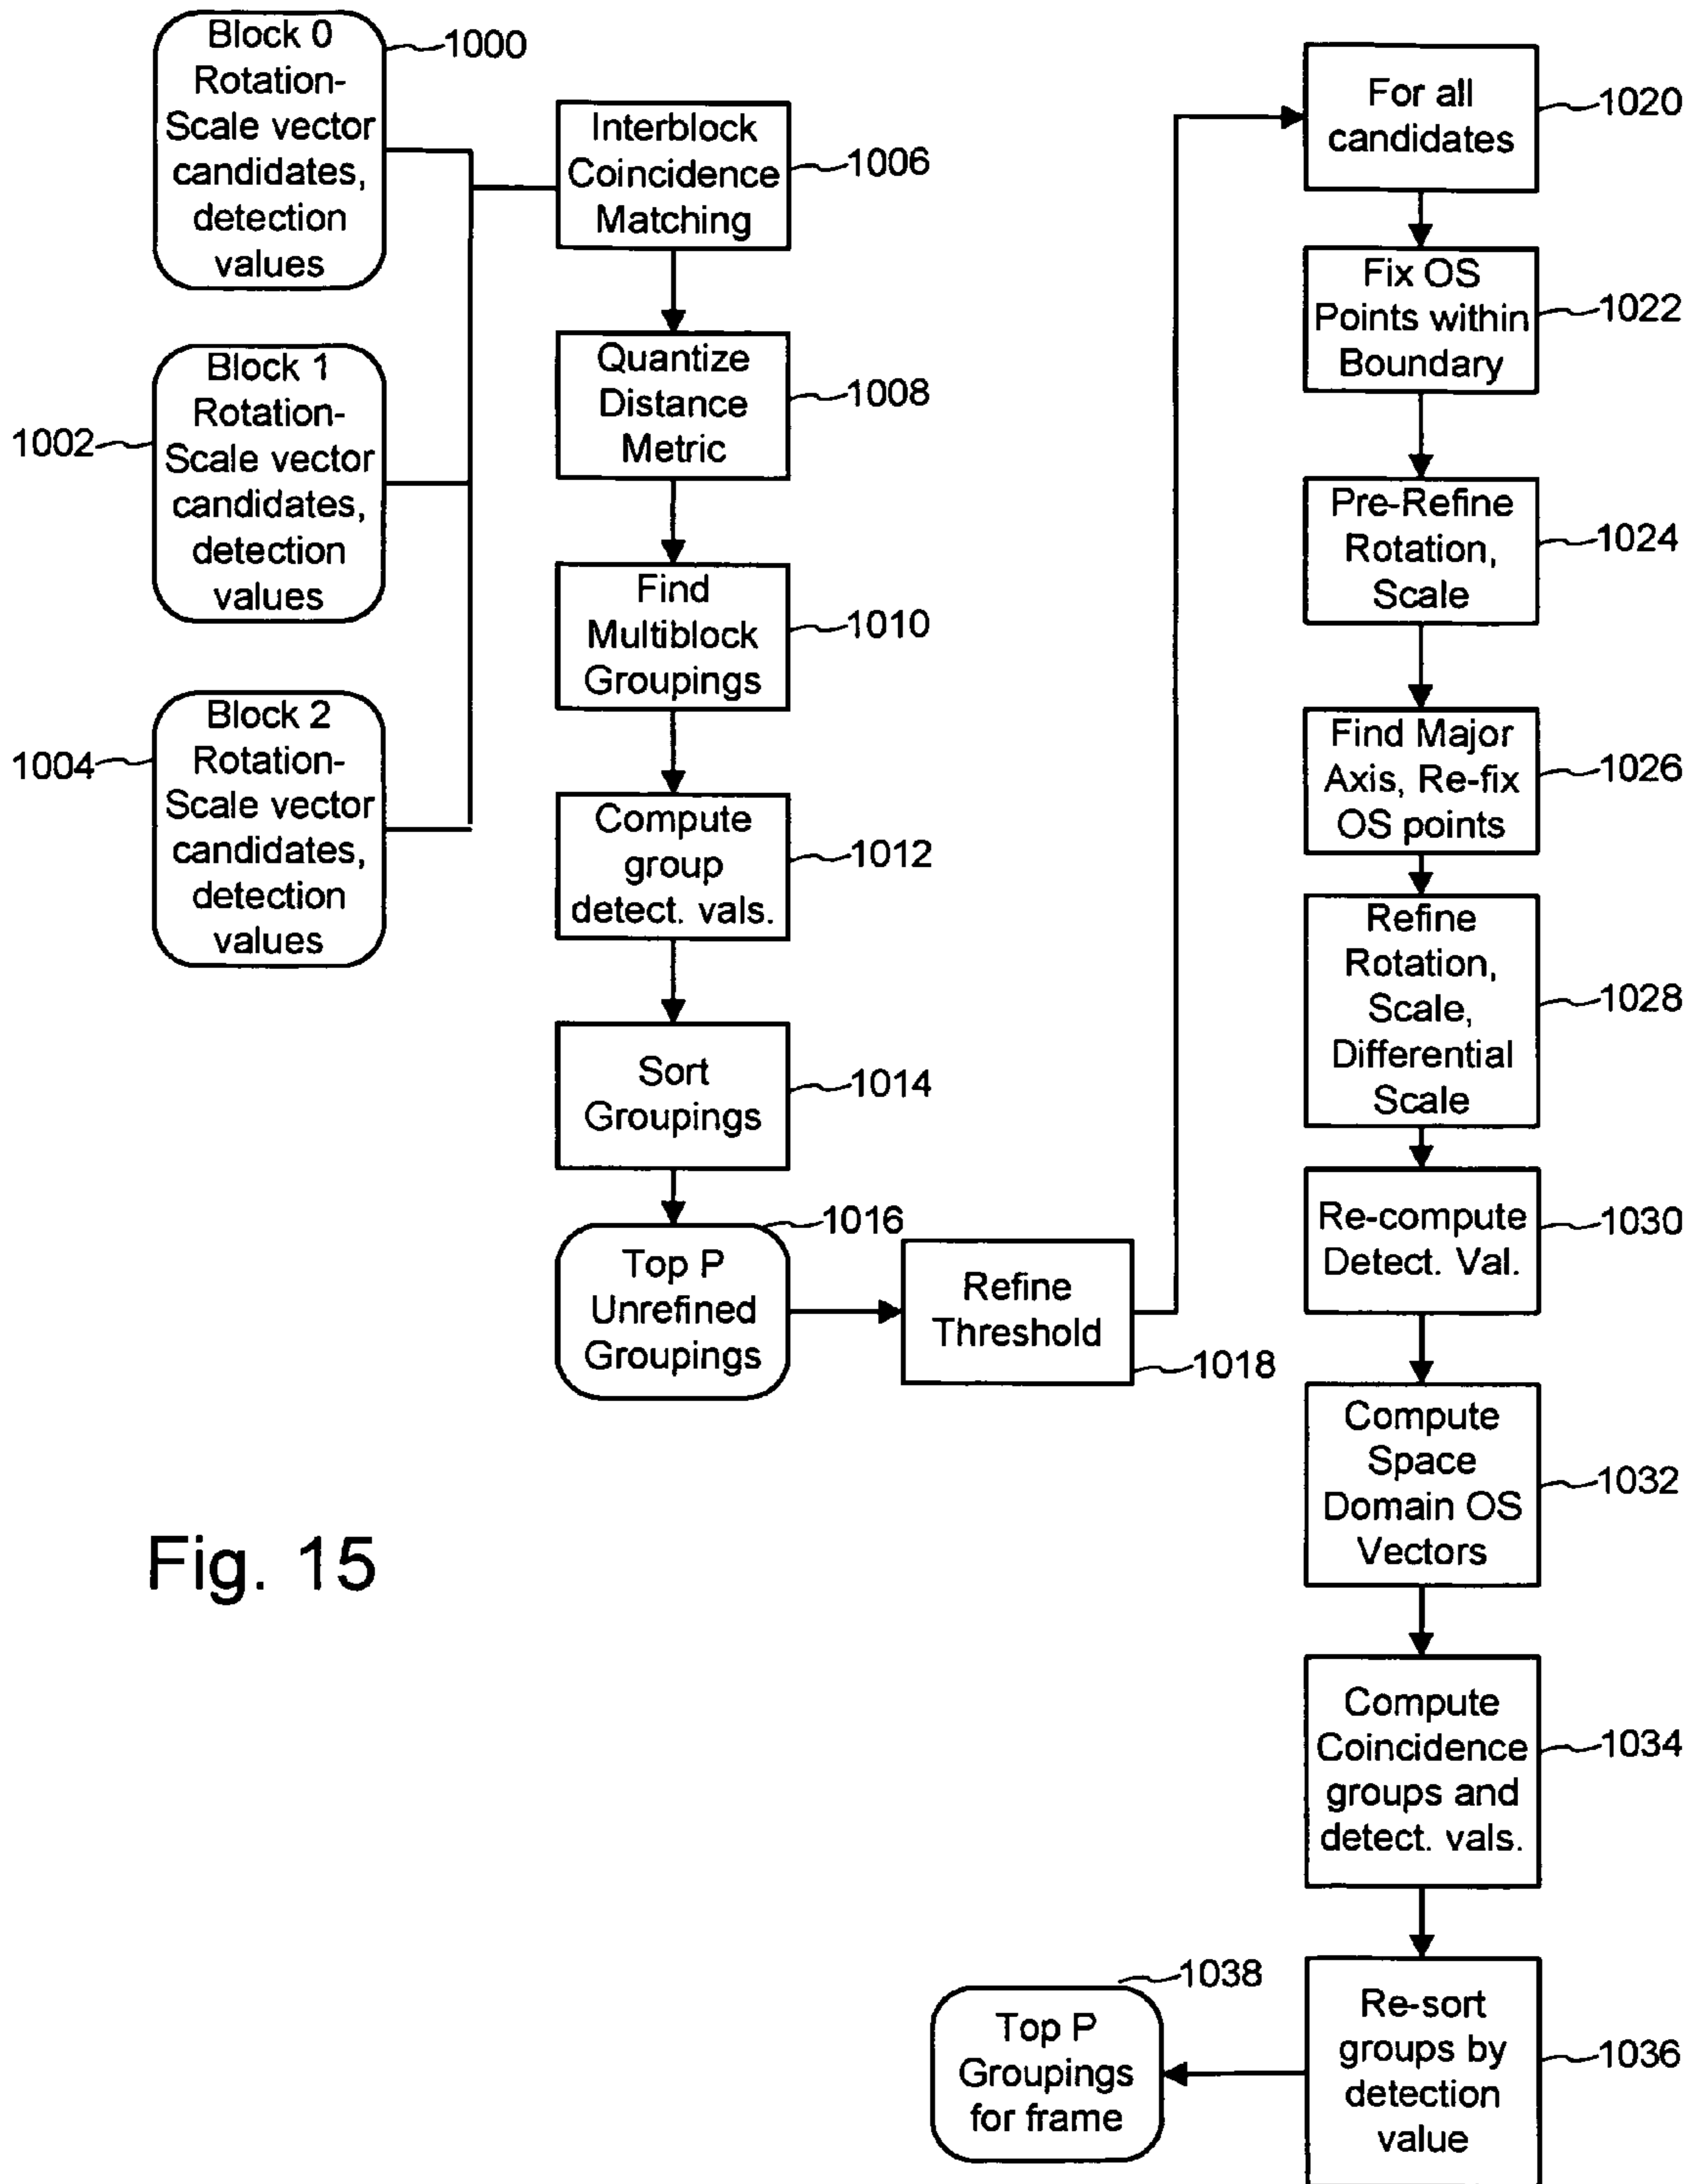 Block 0
Rotation-
Scale vector
candidates,
detection
values
1000
Block 1
Rotation-
Scale vector
candidates,
detection
values
1002
Block 2
Rotation-
Scale vector
candidates,
detection
values
1004
Interblock
Coincidence
Matching
1006
Quantize
Distance
Metric
1008
Find
Multiblock
Groupings
1010
Compute
group
detect. vals.
1012
Sort
Groupings
1014
Top P
Unrefined
Groupings
1016
Refine
Threshold
1018
For all
candidates
1020
Fix OS
Points within
Boundary
1022
Pre-Refine
Rotation,
Scale
1024
Find Major
Axis, Re-fix
OS points
1026
Refine
Rotation,
Scale,
Differential
Scale
1028
Re-compute
Detect. Val.
1030
Compute
Space
Domain OS
Vectors
1032
Compute
Coincidence
groups and
detect. vals.
1034
Re-sort
groups by
detection
value
1036
Top P
Groupings
for frame
1038
Fig. 15